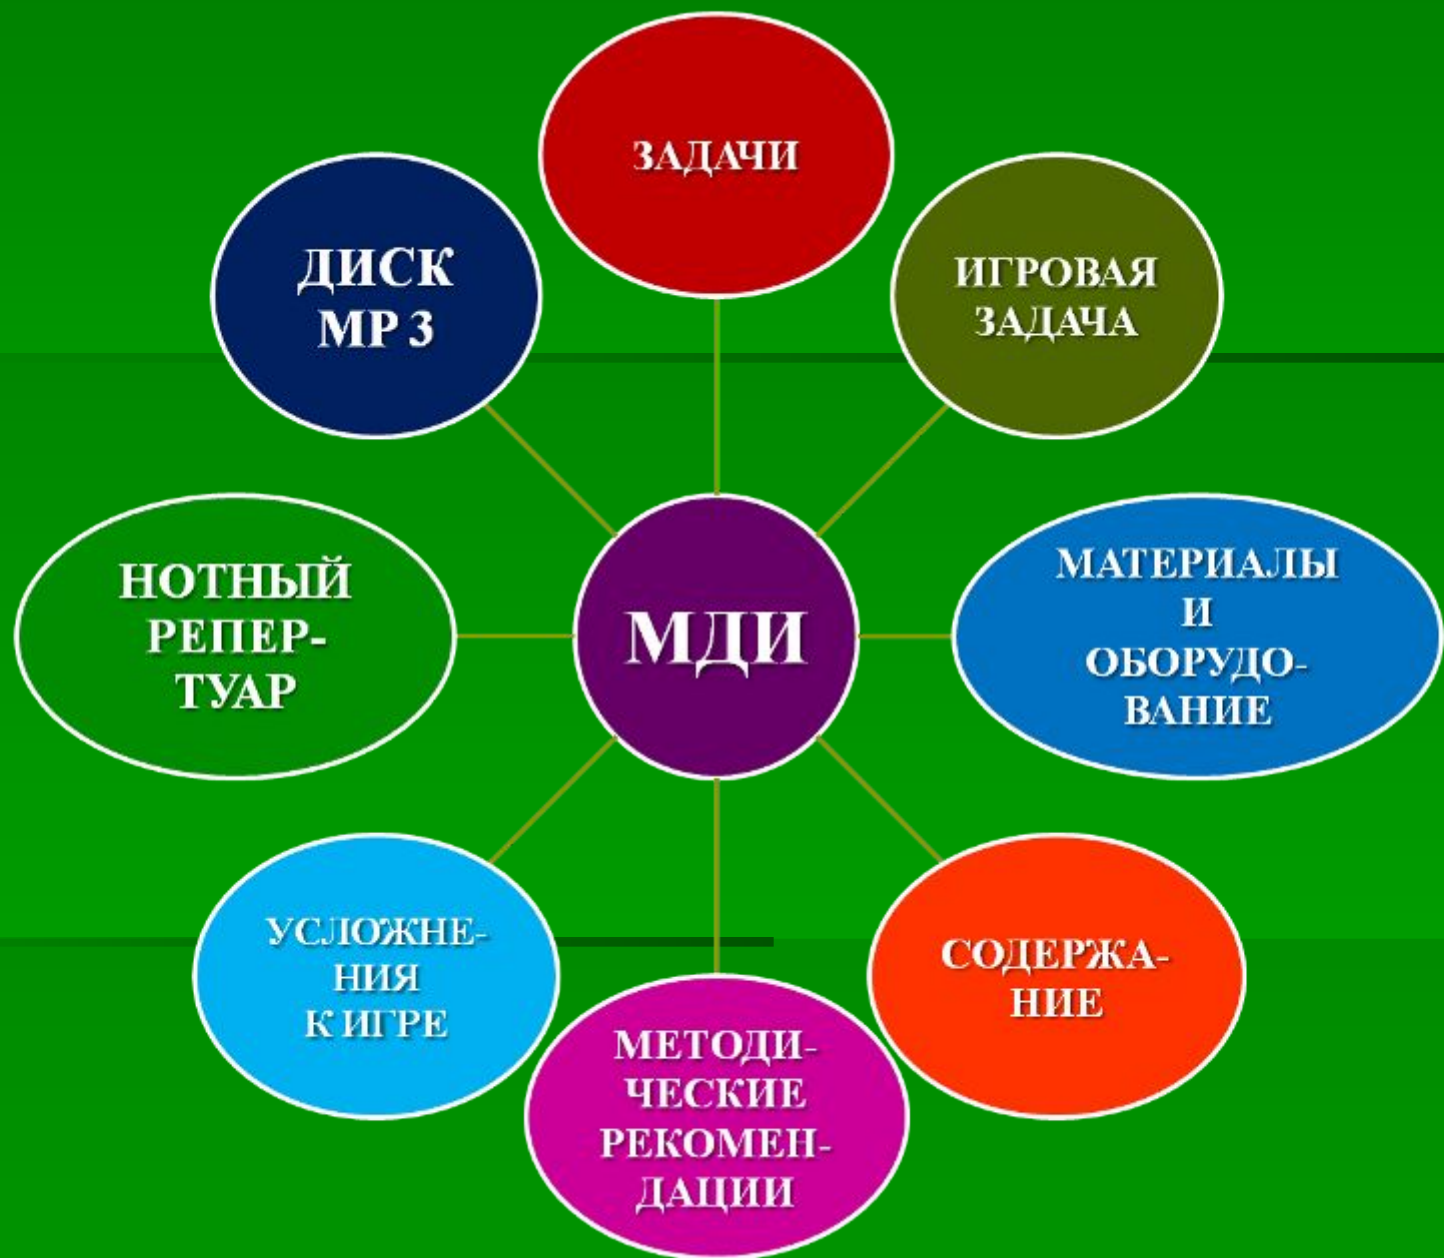 ЗАДАЧИ
ИГРОВАЯ
ЗАДАЧА
МАТЕРИАЛЫ
И
ОБОРУДО-
ВАНИЕ
СОДЕРЖА-
НИЕ
МЕТОДИ-
ЧЕСКИЕ
РЕКОМЕН-
ДАЦИИ
УСЛОЖНЕ-
НИЯ
К ИГРЕ
НОТНЫЙ
РЕПЕР-
ТУАР
ДИСК
МР 3
МДИ